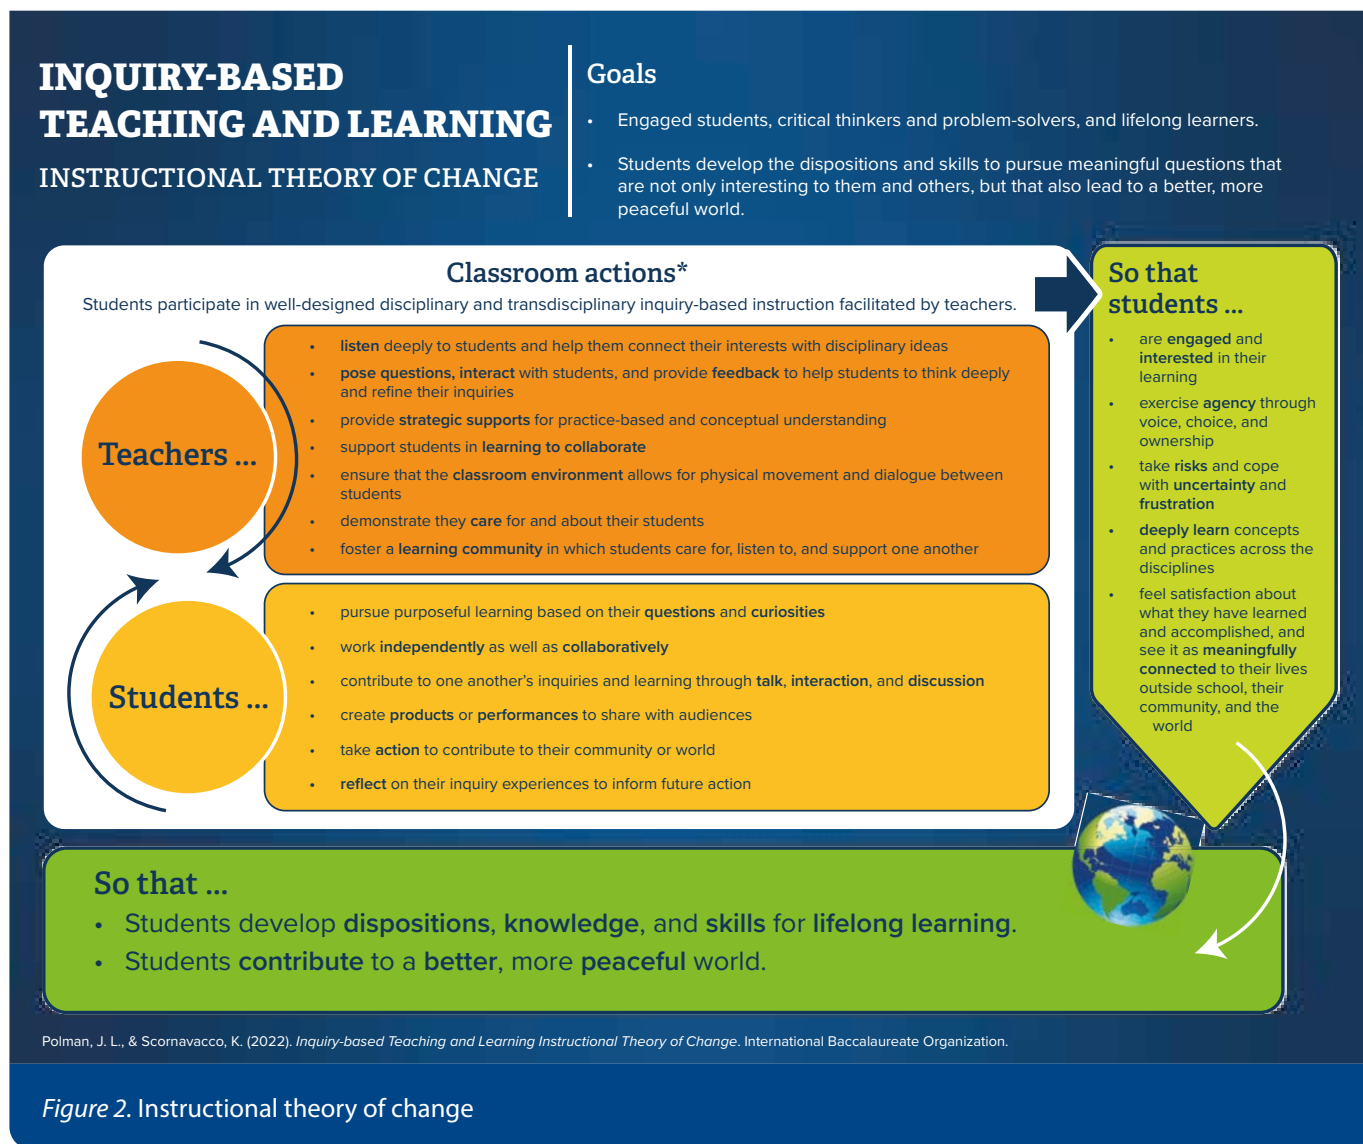 INQUIRY-BASED
TEACHING AND LEARNING
INSTRUCTIONAL THEORY OF CHANGE
Goals
• Engaged students, critical thinkers and problem-solvers, and lifelong learners.
• Students develop the dispositions and skills to pursue meaningful questions that
are not only interesting to them and others, but that also lead to a better, more
peaceful world.
Classroom actions*
Students participate in well-designed disciplinary and transdisciplinary inquiry-based instruction facilitated by teachers.
Teachers ...
• listen deeply to students and help them connect their interests with disciplinary ideas
• pose questions, interact with students, and provide feedback to help students to think deeply
and refine their inquiries
• provide strategic supports for practice-based and conceptual understanding
• support students in learning to collaborate
• ensure that the classroom environment allows for physical movement and dialogue between
students
• demonstrate they care for and about their students
• foster a learning community in which students care for, listen to, and support one another
Students ...
• pursue purposeful learning based on their questions and curiosities
• work independently as well as collaboratively
• contribute to one another's inquiries and learning through talk, interaction, and discussion
• create products or performances to share with audiences
• take action to contribute to their community or world
• reflect on their inquiry experiences to inform future action
So that
students ...
• are engaged and
interested in their
learning
• exercise agency through
voice, choice, and
ownership
• take risks and cope
with uncertainty and
frustration
• deeply learn concepts
and practices across the
disciplines
• feel satisfaction about
what they have learned
and accomplished, and
see it as meaningfully
connected to their lives
outside school, their
community, and the
world
So that ...
• Students develop dispositions, knowledge, and skills for lifelong learning.
• Students contribute to a better, more peaceful world.
Polman, J. L., & Scornavacco, K. (2022). Inquiry-based Teaching and Learning Instructional Theory of Change. International Baccalaureate Organization.
Figure 2. Instructional theory of change